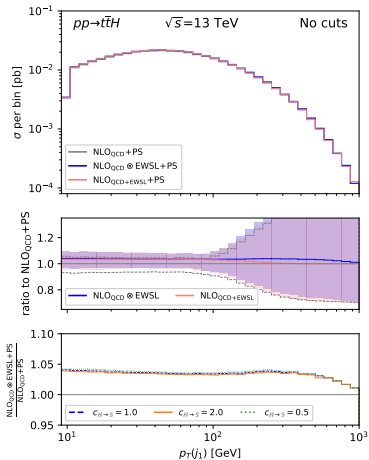 pp→tt̄H √s=13 TeV No cuts
10⁻¹
10⁻²
10⁻³
10⁻⁴
σ per bin [pb]
NLO_QCD+PS
NLO_QCD⊗EWSL+PS
NLO_QCD+EWSL+PS
ratio to NLO_QCD+PS
1.2
1.0
0.8
NLO_QCD⊗EWSL NLO_QCD+EWSL
NLO_QCD⊗EWSL+PS
NLO_QCD+PS
1.10
1.05
1.00
0.95
c_H→S=1.0 c_H→S=2.0 c_H→S=0.5
10¹ 10² 10³
p_T(j₁) [GeV]